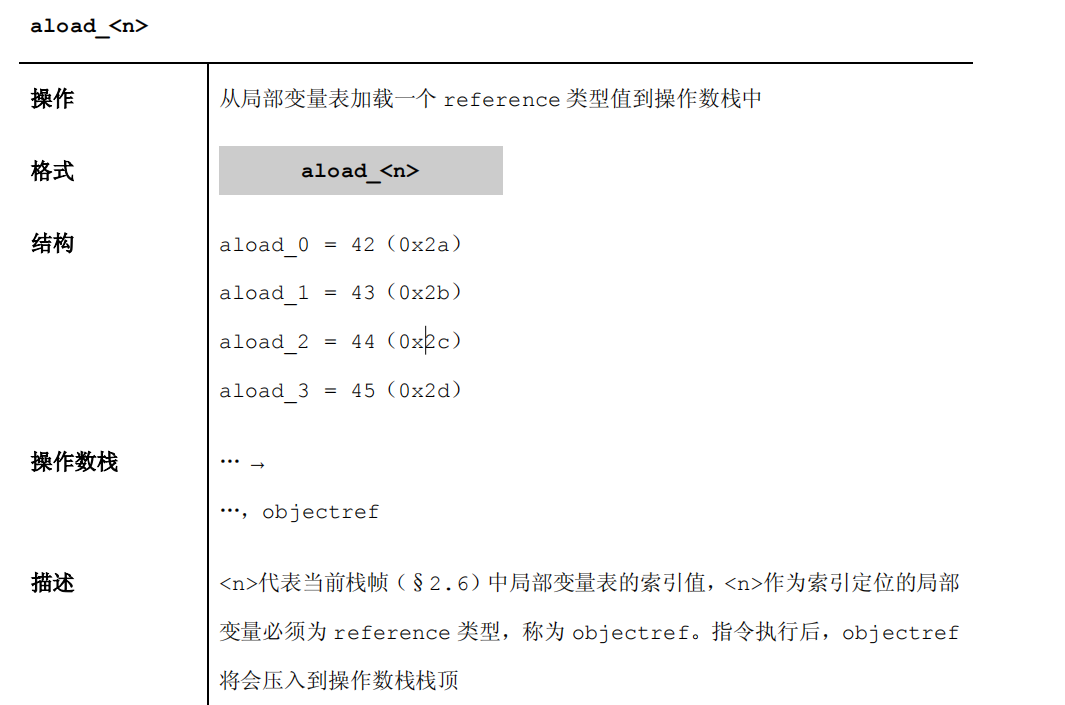 aload_<n>
操作 从局部变量表加载一个 reference 类型值到操作数栈中
格式 aload_<n>
结构 aload_0 = 42（0x2a）
aload_1 = 43（0x2b）
aload_2 = 44（0x2c）
aload_3 = 45（0x2d）
操作数栈 … →
…，objectref
描述 <n>代表当前栈帧（§2.6）中局部变量表的索引值，<n>作为索引定位的局部
变量必须为 reference 类型，称为 objectref。指令执行后，objectref
将会压入到操作数栈栈顶